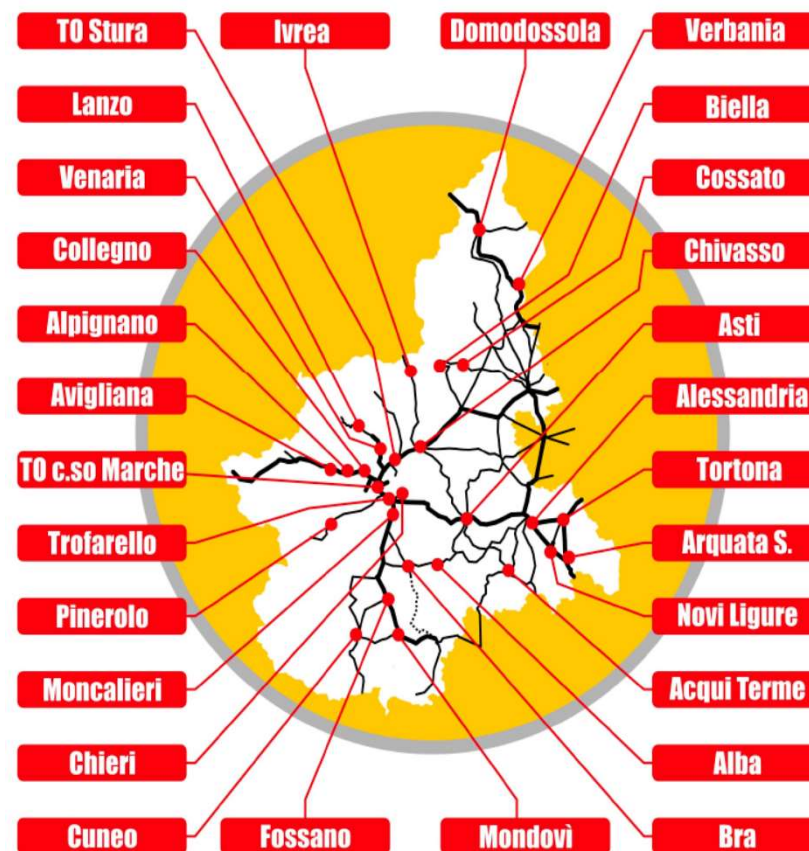 TO Stura
Ivrea
Domodossola
Verbania
Lanzo
Biella
Venaria
Cossato
Collegno
Chivasso
Alpignano
Asti
Avigliana
Alessandria
TO c.so Marche
Tortona
Trofarello
Arquata S.
Pinerolo
Novi Ligure
Moncalieri
Acqui Terme
Chieri
Alba
Cuneo
Fossano
Mondovì
Bra